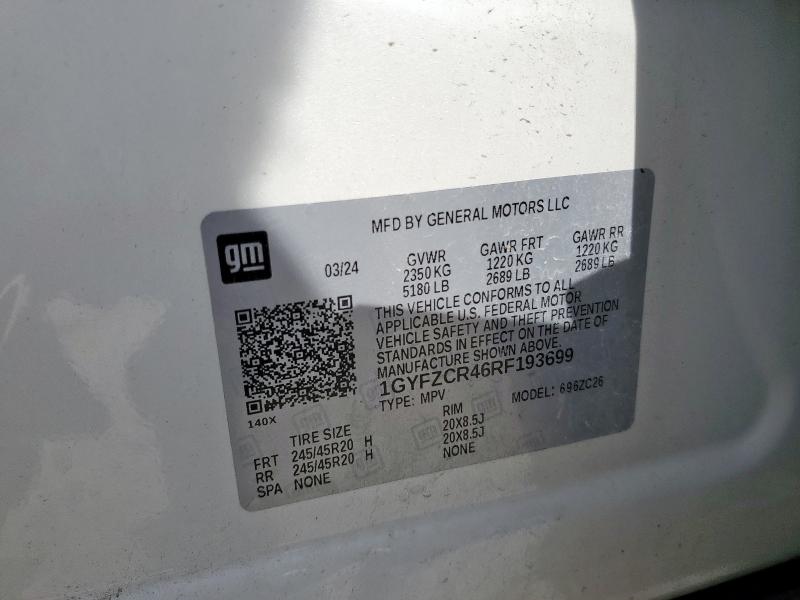 MFD BY GENERAL MOTORS LLC
gm
03/24
GVWR GAWR FRT GAWR RR
2350 KG 1220 KG 1220 KG
5180 LB 2689 LB 2689 LB
THIS VEHICLE CONFORMS TO ALL
APPLICABLE U.S. FEDERAL MOTOR
VEHICLE SAFETY AND THEFT PREVENTION
STANDARDS IN EFFECT ON THE DATE OF
MANUFACTURE SHOWN ABOVE.
1GYFZCR46RF193699
TYPE: MPV MODEL: 696ZC26
140X
TIRE SIZE RIM
FRT 245/45R20 H 20X8.5J
RR 245/45R20 H 20X8.5J
SPA NONE NONE